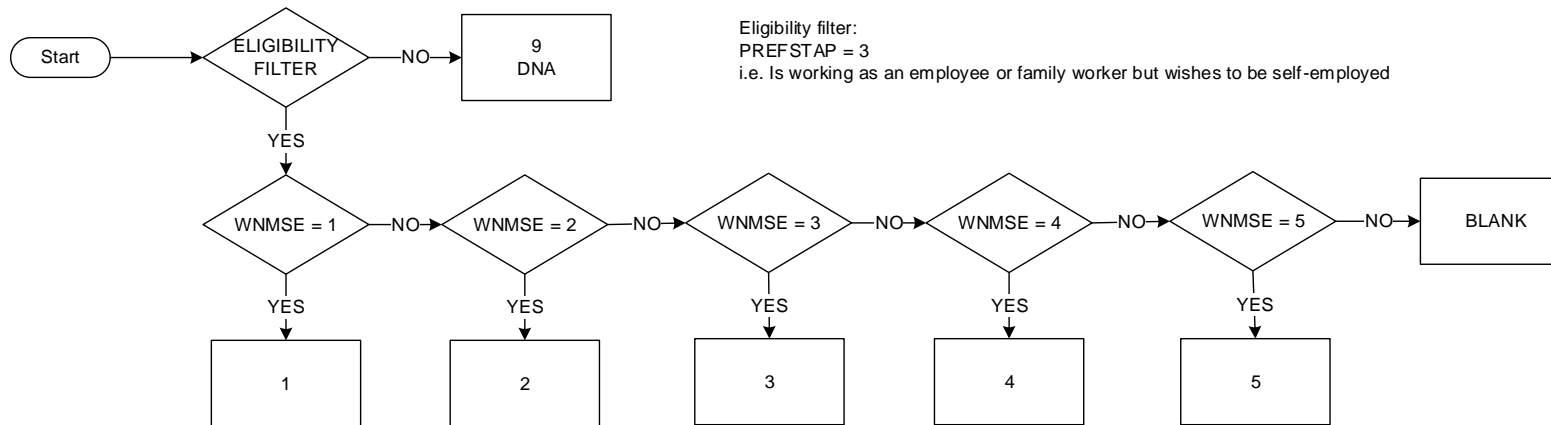 Eligibility filter:
PREFSTAP = 3
i.e. Is working as an employee or family worker but wishes to be self-employed
Start
ELIGIBILITY
FILTER
NO
9
DNA
YES
WNMSE = 1
NO
WNMSE = 2
NO
WNMSE = 3
NO
WNMSE = 4
NO
WNMSE = 5
NO
BLANK
YES
YES
YES
YES
YES
1
2
3
4
5